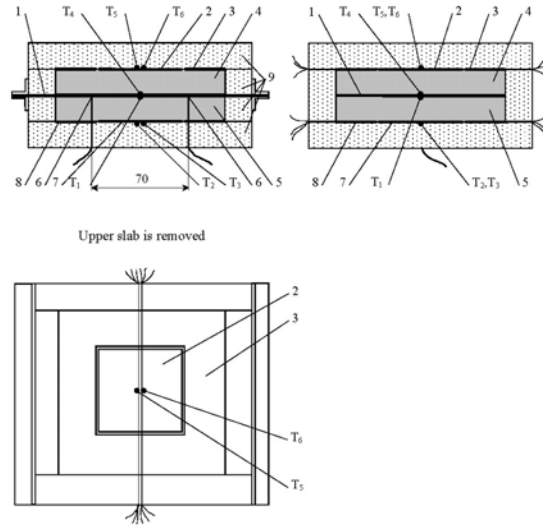 1 T₄ T₅ T₆ 2 3 4
9
8 6 7 T₁ 70 T₂ T₃ 6 5
1 T₄ T₅,T₆ 2 3 4
8 7 T₁ T₂,T₃ 5
Upper slab is removed
2
3
T₆
T₅